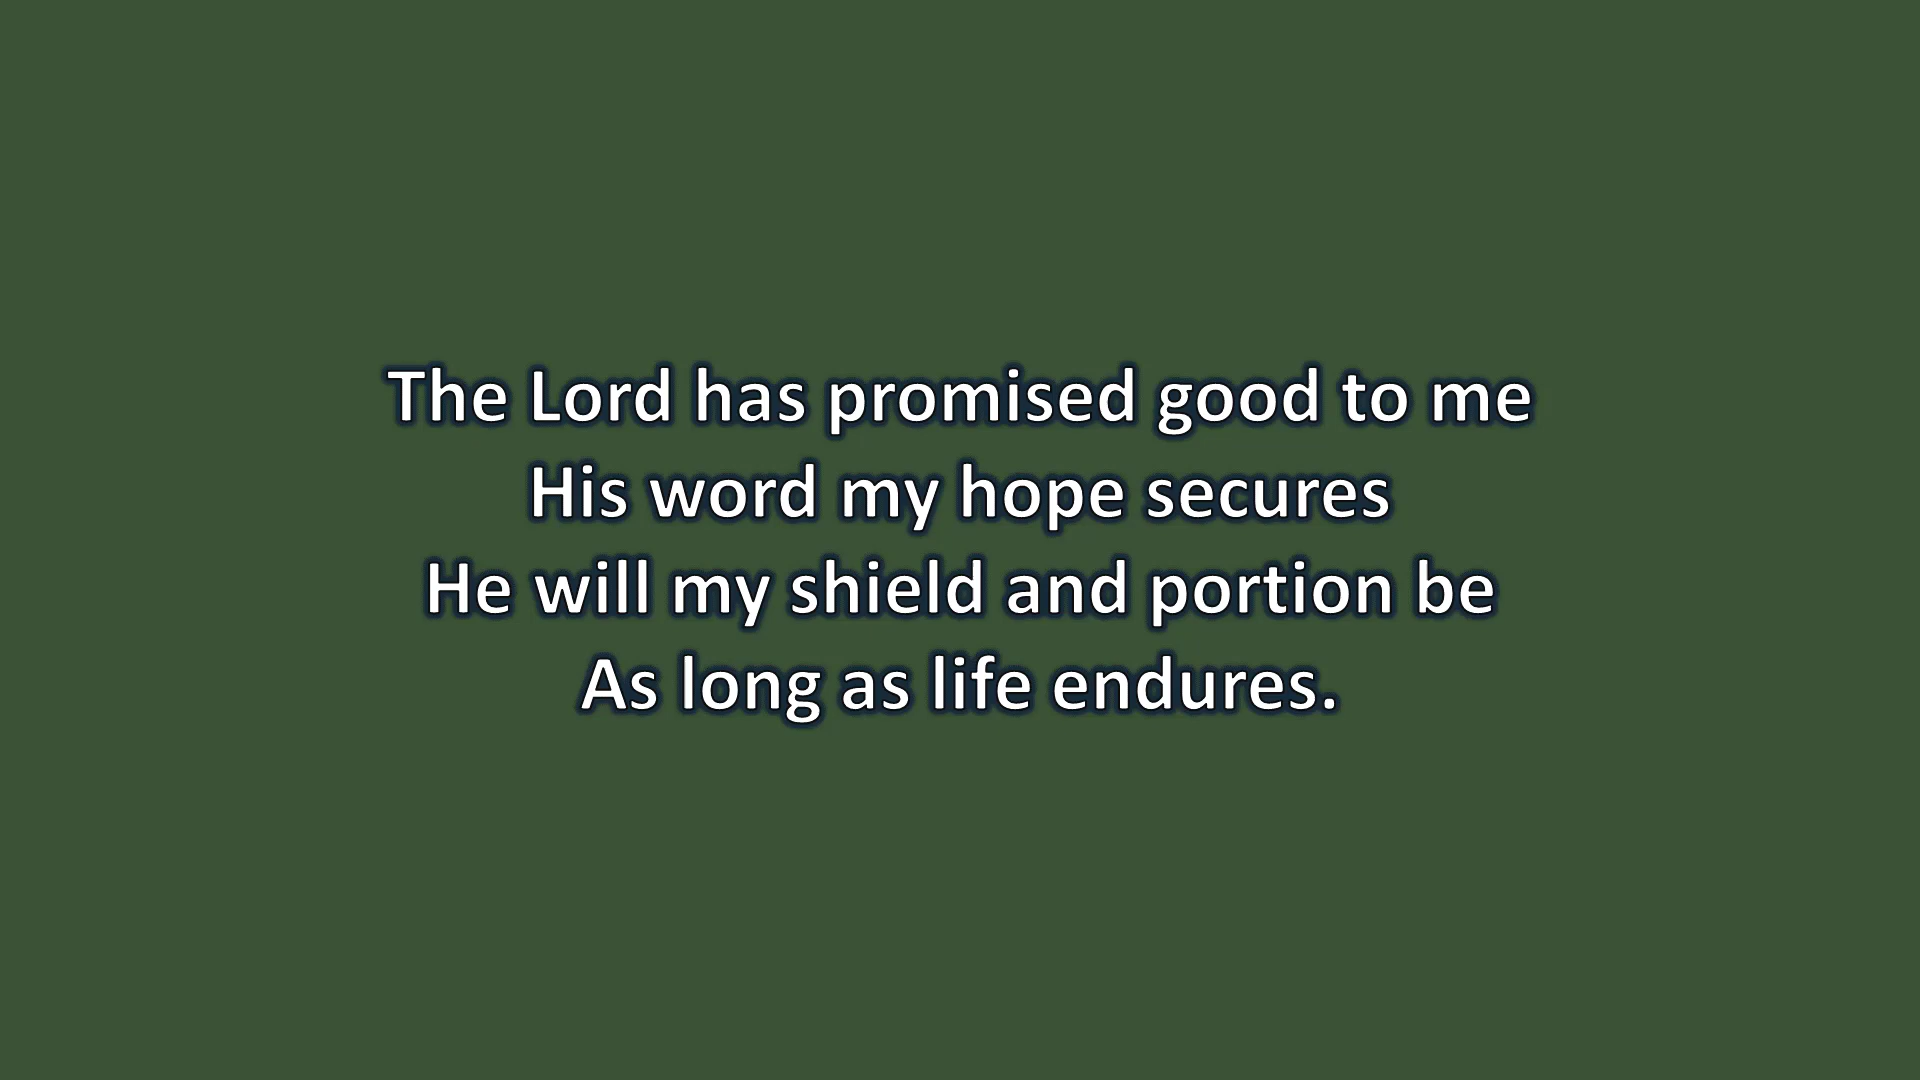 The Lord has promised good to me
His word my hope secures
He will my shield and portion be
As long as life endures.